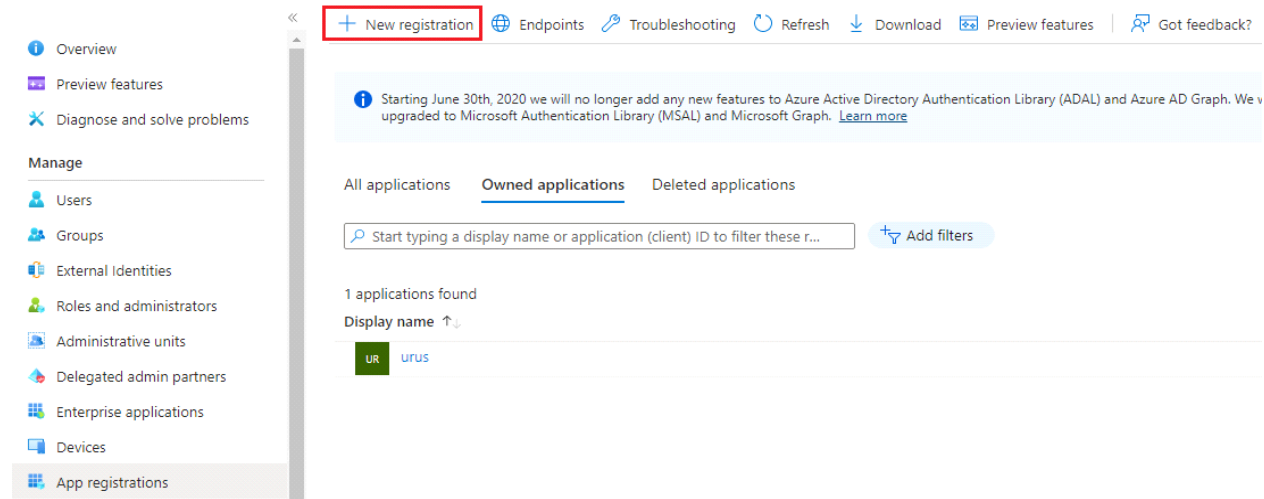 «
Overview
Preview features
Diagnose and solve problems
Manage
Users
Groups
External Identities
Roles and administrators
Administrative units
Delegated admin partners
Enterprise applications
Devices
App registrations
New registration Endpoints Troubleshooting Refresh Download Preview features Got feedback?
Starting June 30th, 2020 we will no longer add any new features to Azure Active Directory Authentication Library (ADAL) and Azure AD Graph. We
upgraded to Microsoft Authentication Library (MSAL) and Microsoft Graph. Learn more
All applications Owned applications Deleted applications
Start typing a display name or application (client) ID to filter these r... Add filters
1 applications found
Display name ↑↓
UR urus